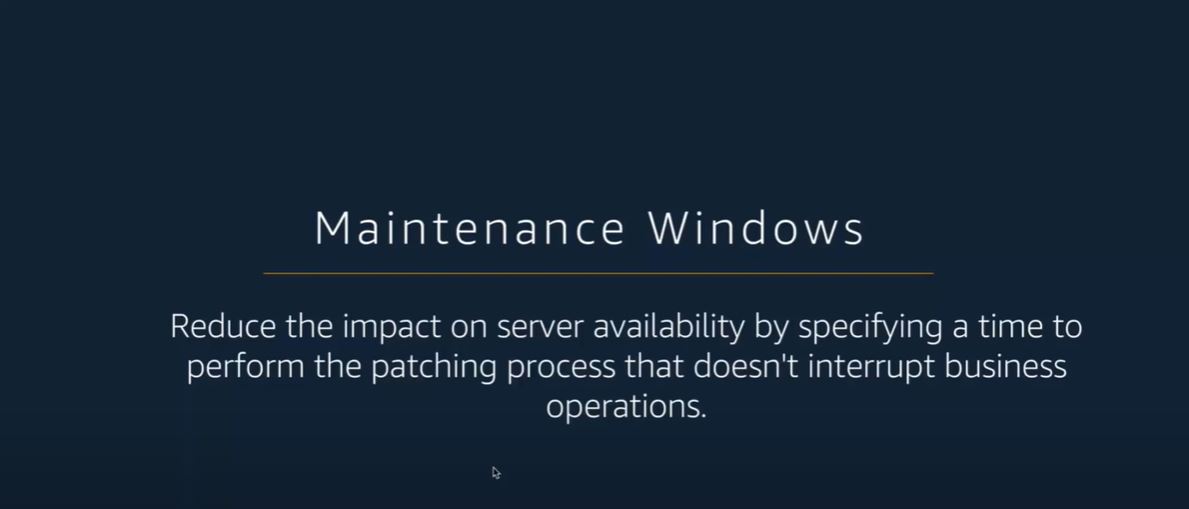 Maintenance Windows
Reduce the impact on server availability by specifying a time to
perform the patching process that doesn't interrupt business
operations.